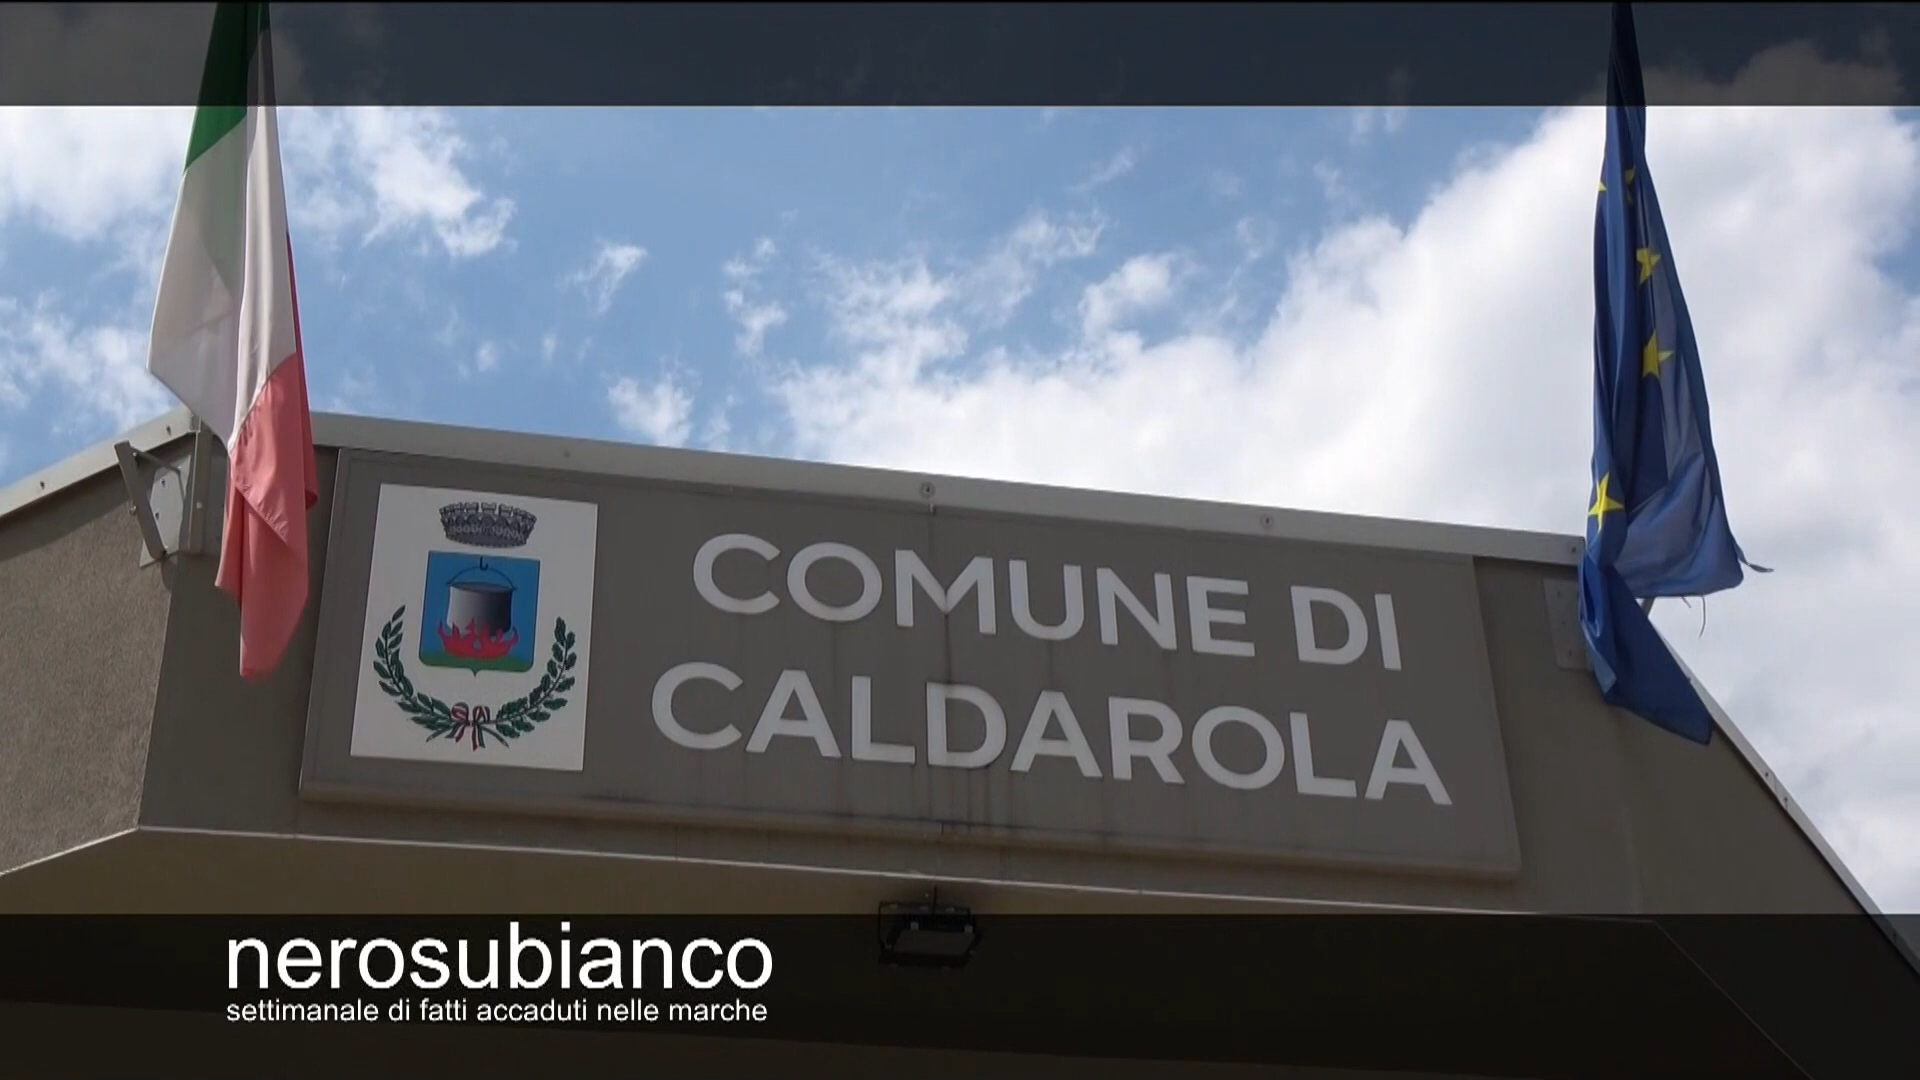 COMUNE DI
CALDAROLA
nerosubianco
settimanale di fatti accaduti nelle marche